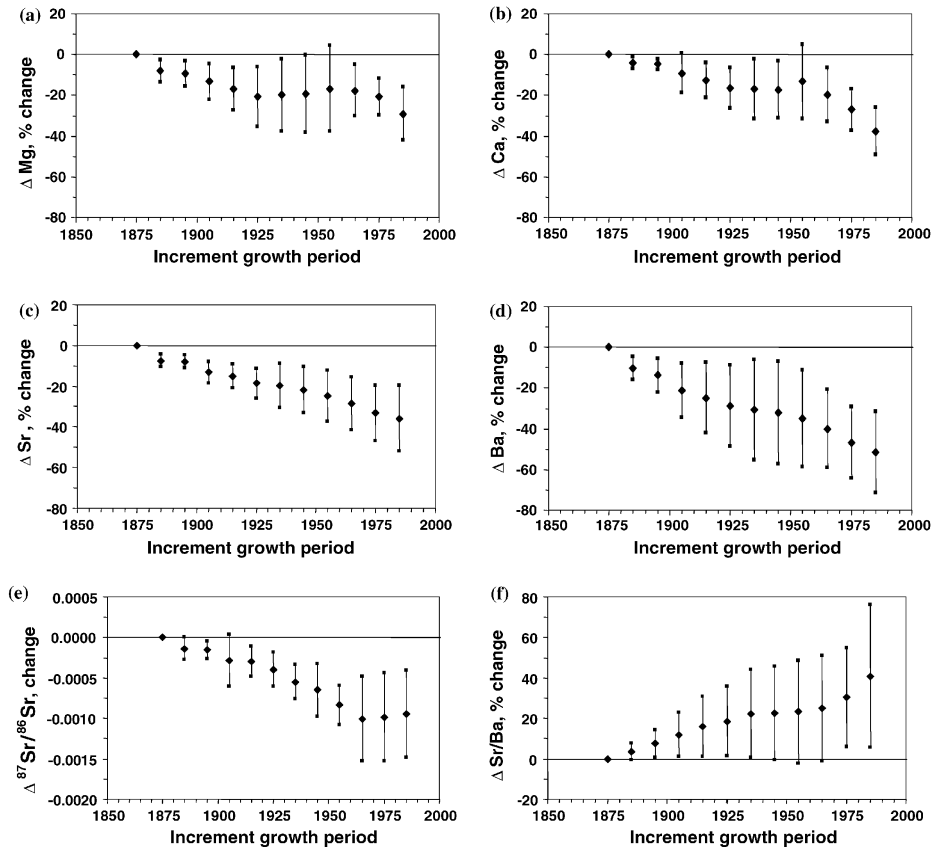 (a)
20
0
-20
-40
-60
-80
Δ Mg, % change
1850 1875 1900 1925 1950 1975 2000
Increment growth period
(b)
20
0
-20
-40
-60
-80
Δ Ca, % change
1850 1875 1900 1925 1950 1975 2000
Increment growth period
(c)
20
0
-20
-40
-60
-80
Δ Sr , % change
1850 1875 1900 1925 1950 1975 2000
Increment growth period
(d)
20
0
-20
-40
-60
-80
Δ Ba, % change
1850 1875 1900 1925 1950 1975 2000
Increment growth period
(e)
0.0005
0.0000
-0.0005
-0.0010
-0.0015
-0.0020
Δ ⁸⁷Sr/⁸⁶Sr, change
1850 1875 1900 1925 1950 1975 2000
Increment growth period
(f)
80
60
40
20
0
-20
Δ Sr/Ba, % change
1850 1875 1900 1925 1950 1975 2000
Increment growth period